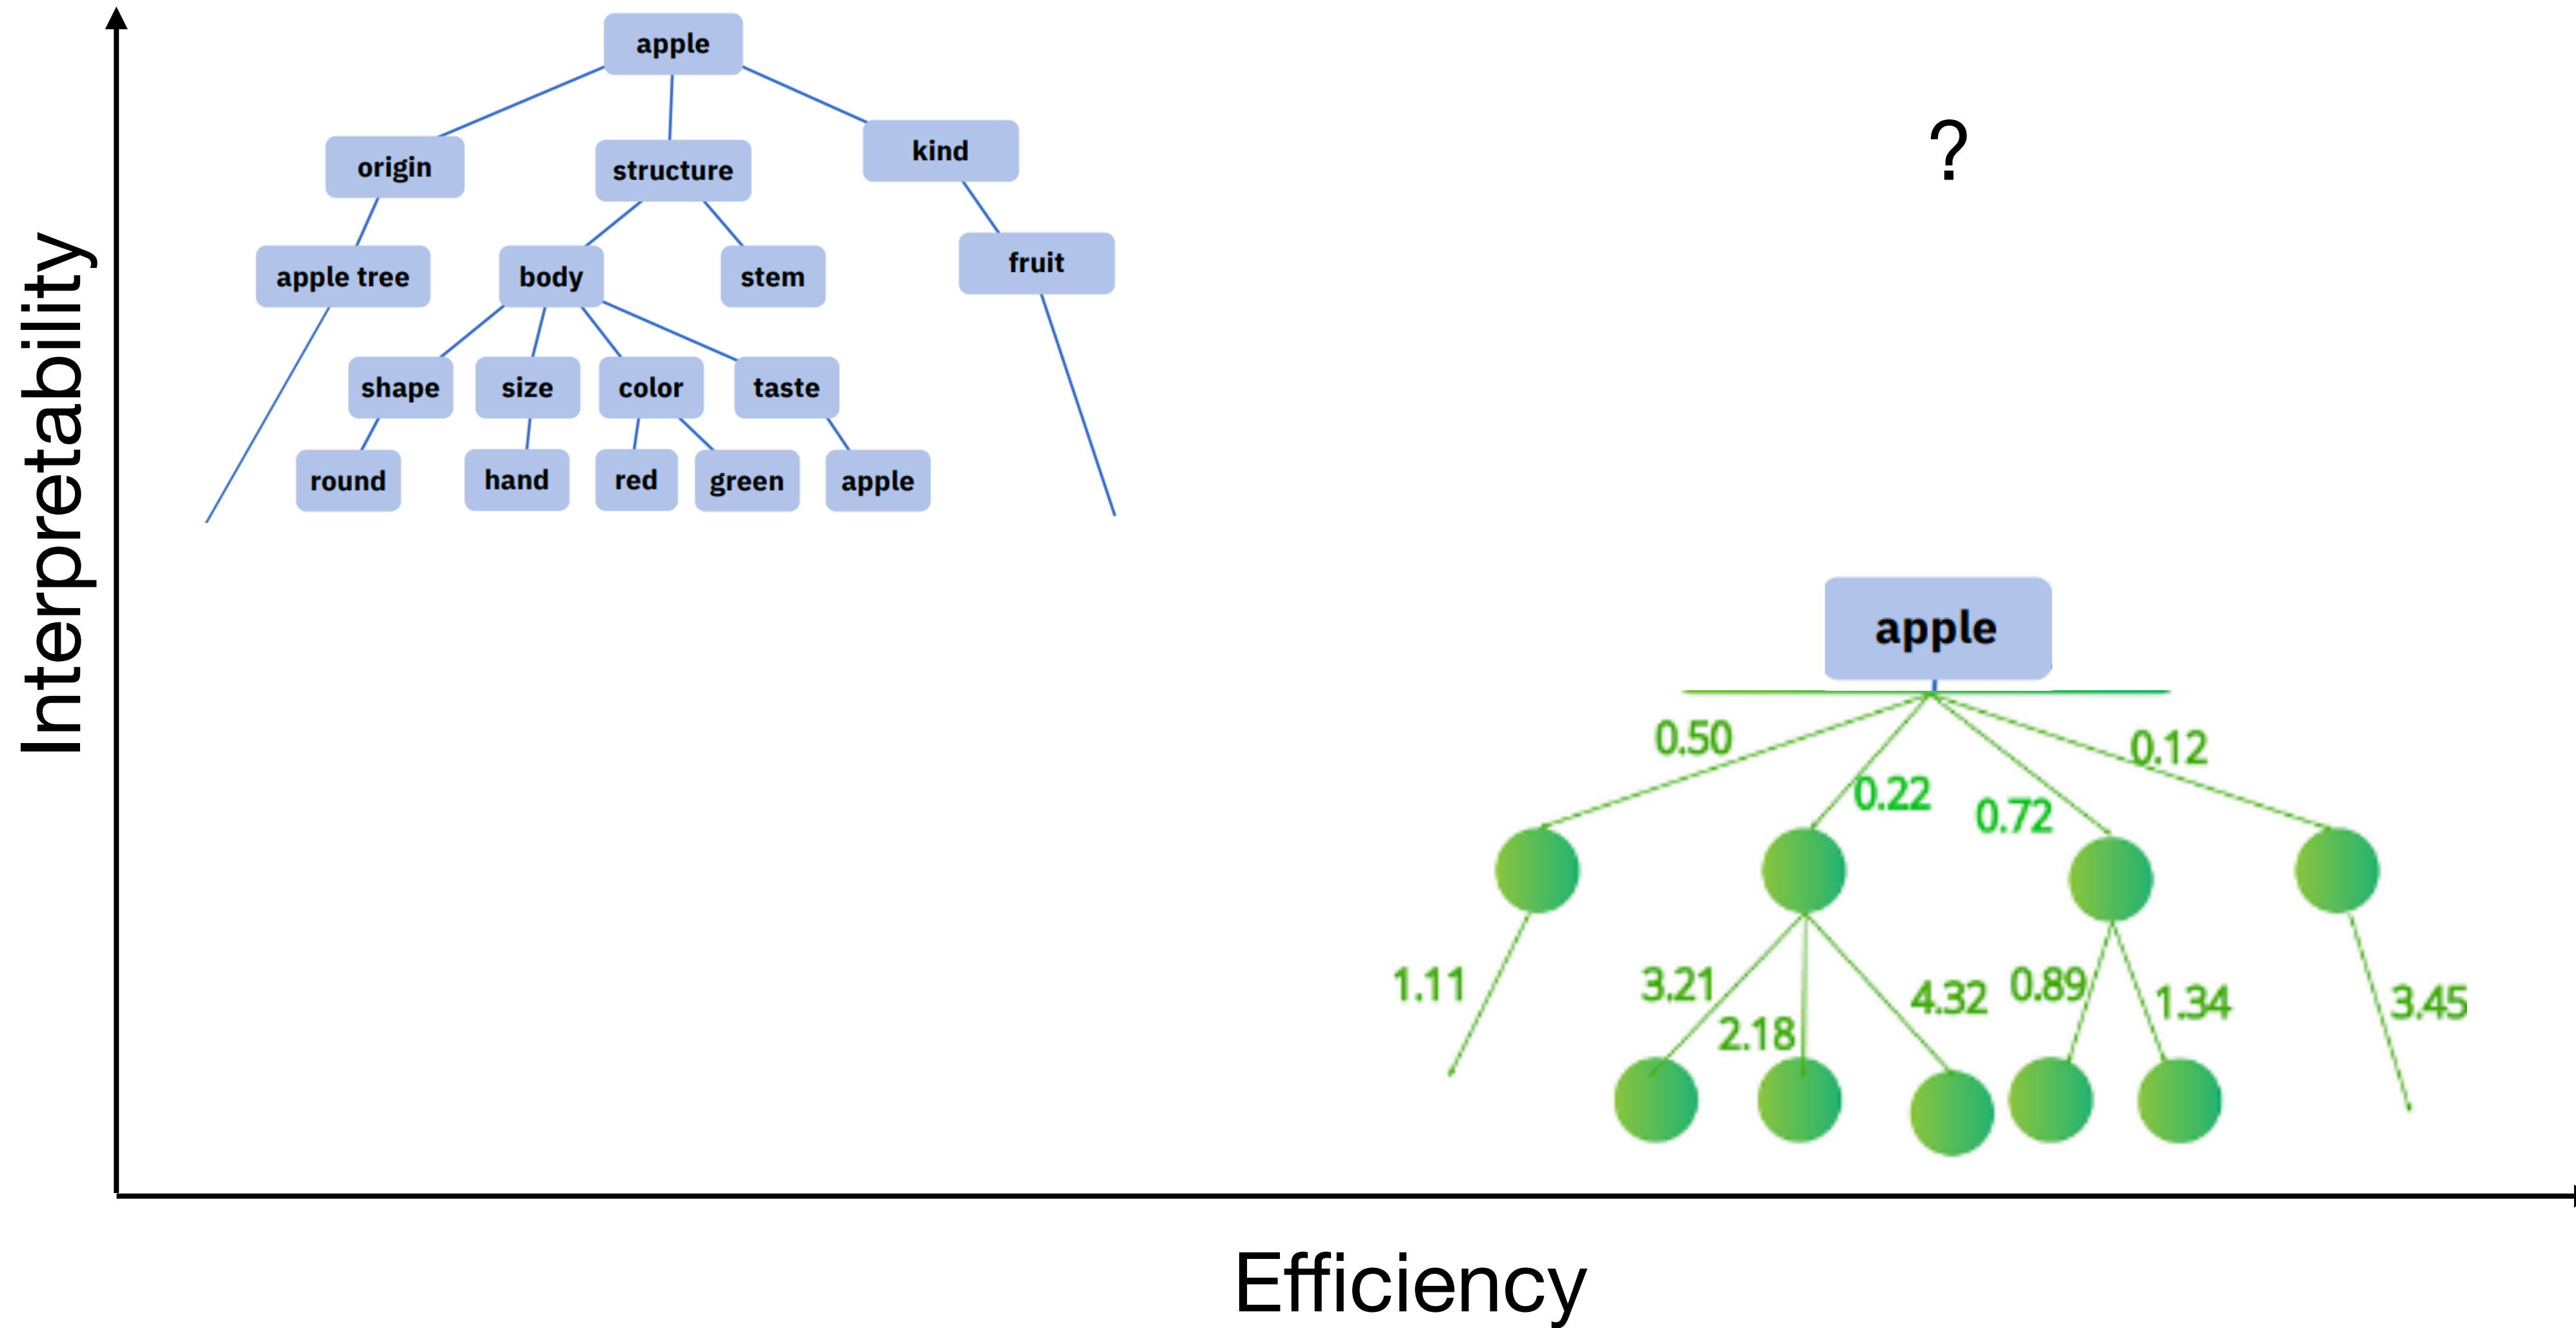 Interpretability
apple
origin
structure
kind
apple tree
body
stem
fruit
shape
size
color
taste
round
hand
red
green
apple
?
apple
0.50
0.22
0.72
0.12
1.11
3.21
2.18
4.32
0.89
1.34
3.45
Efficiency